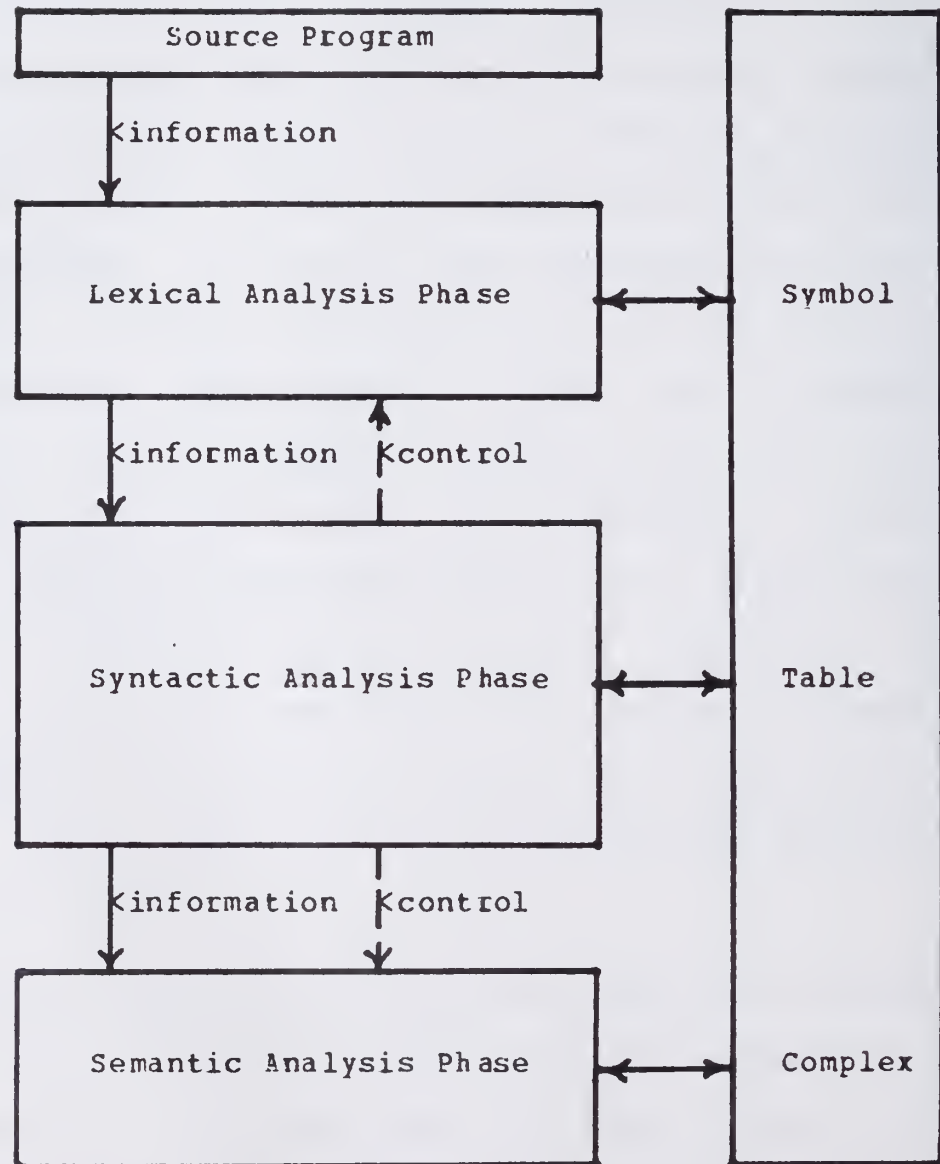 Source Program
<information
Lexical Analysis Phase
Symbol
<information <control
Syntactic Analysis Phase
Table
<information <control
Semantic Analysis Phase
Complex